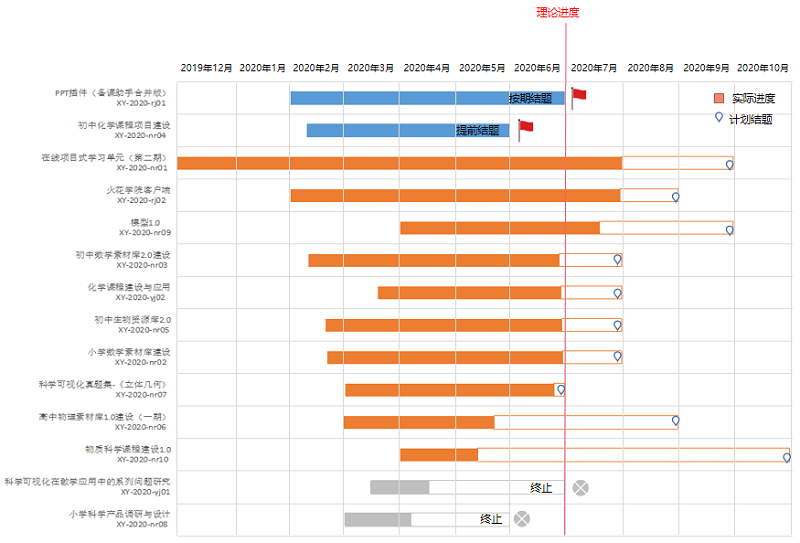 理论进度
2019年12月 2020年1月 2020年2月 2020年3月 2020年4月 2020年5月 2020年6月 2020年7月 2020年8月 2020年9月 2020年10月
PPT插件（备课助手合并版）
XY-2020-rj01
按期结题
实际进度
计划结题
初中化学课程项目建设
XY-2020-nr04
提前结题
在线项目式学习单元（第二期）
XY-2020-nr01
火花学院客户端
XY-2020-rj02
模型1.0
XY-2020-nr09
初中数学素材库2.0建设
XY-2020-nr03
化学课程建设与应用
XY-2020-yj02
初中生物资源库2.0
XY-2020-nr05
小学数学素材库建设
XY-2020-nr02
科学可视化真题集-《立体几何》
XY-2020-nr07
高中物理素材库1.0建设（一期）
XY-2020-nr06
物质科学课程建设1.0
XY-2020-nr10
科学可视化在教学应用中的系列问题研究
XY-2020-yj01
终止
小学科学产品调研与设计
XY-2020-nr08
终止